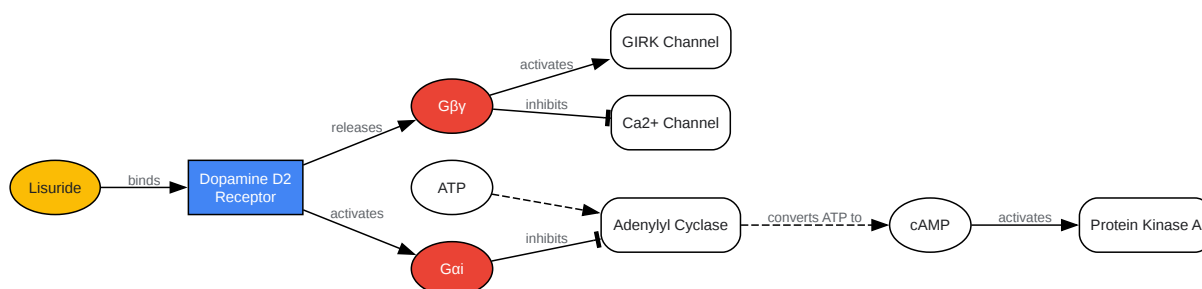 GIRK Channel
activates
Gβγ
inhibits
Ca2+ Channel
releases
Lisuride
binds
Dopamine D2
Receptor
ATP
activates
Adenylyl Cyclase
converts ATP to
cAMP
activates
Protein Kinase A
inhibits
Gαi